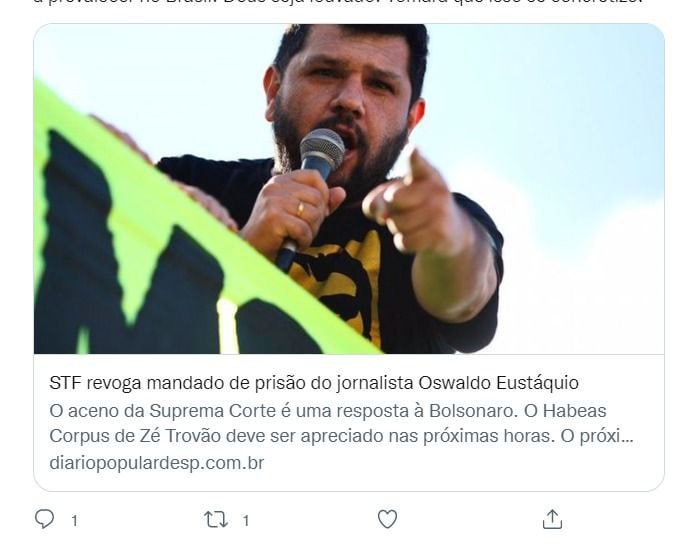 STF revoga mandado de prisão do jornalista Oswaldo Eustáquio
O aceno da Suprema Corte é uma resposta à Bolsonaro. O Habeas
Corpus de Zé Trovão deve ser apreciado nas próximas horas. O próxi...
diariopopulardesp.com.br
1 1